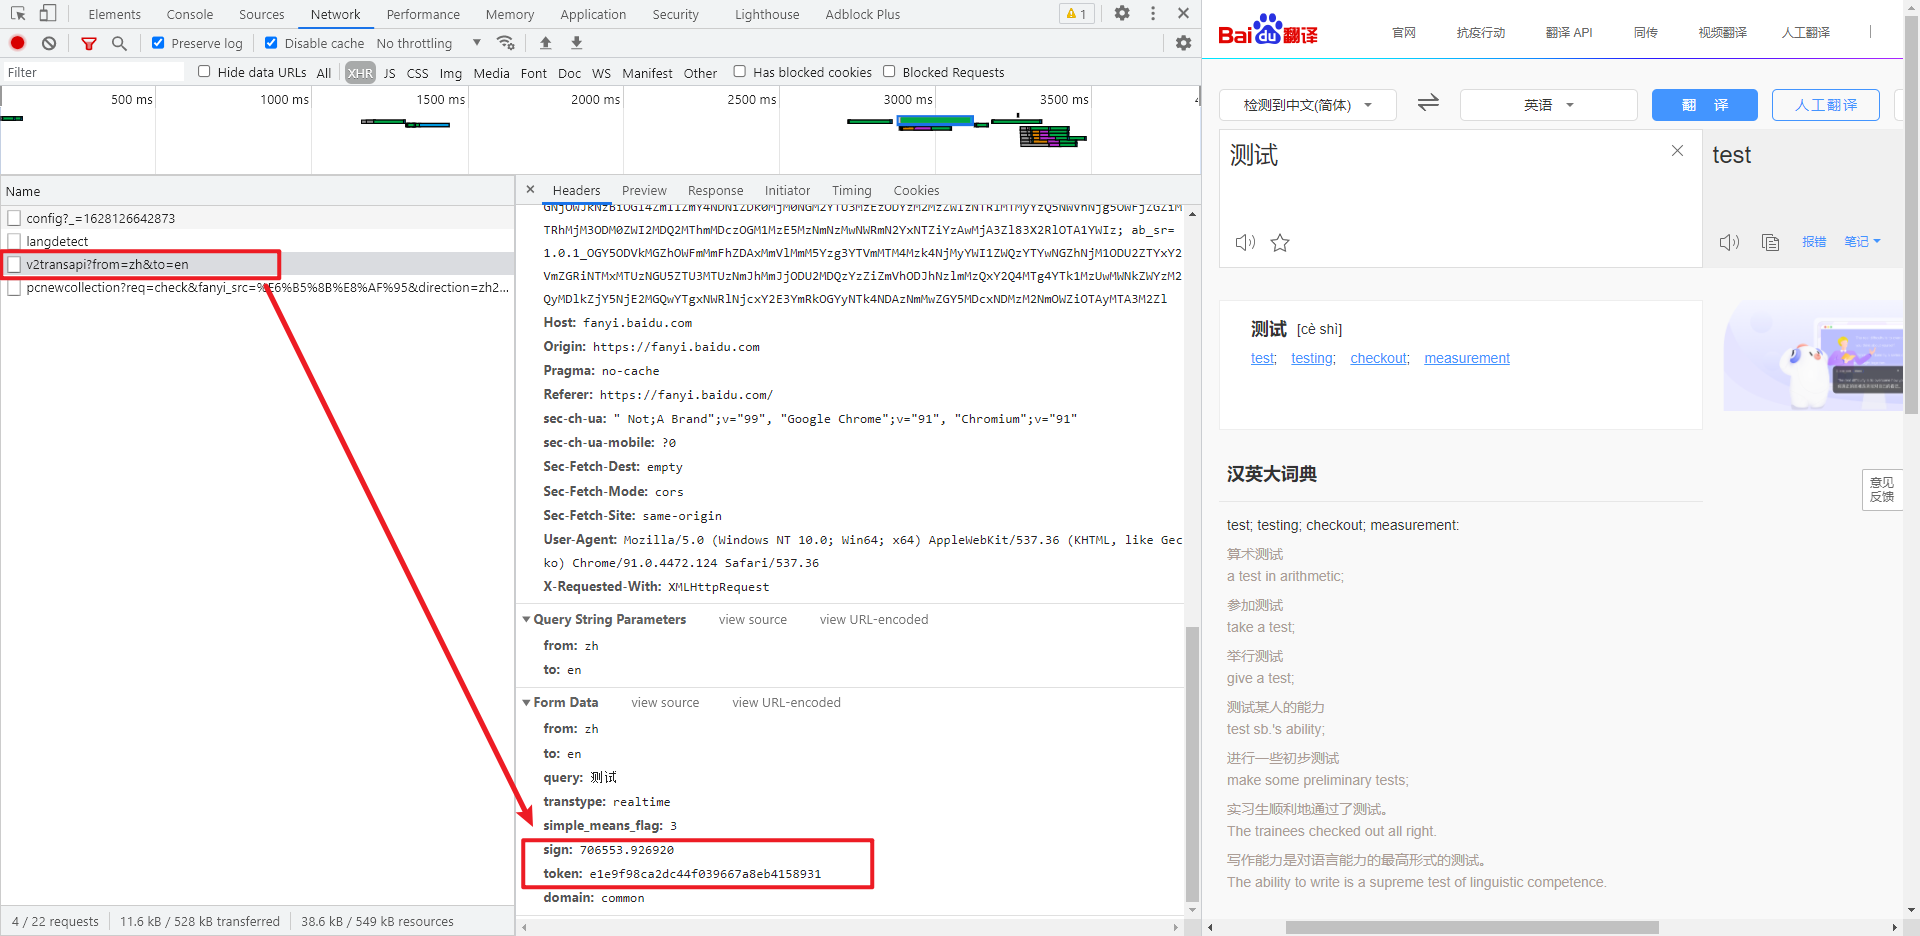 Elements Console Sources Network Performance Memory Application Security Lighthouse Adblock Plus 1
Preserve log Disable cache No throttling
Filter Hide data URLs All XHR JS CSS Img Media Font Doc WS Manifest Other Has blocked cookies Blocked Requests
500 ms 1000 ms 1500 ms 2000 ms 2500 ms 3000 ms 3500 ms
Name
config?_=1628126642873
langdetect
v2transapi?from=zh&to=en
pcnewcollection?req=check&fanyi_src=%E6%B5%8B%E8%AF%95&direction=zh2...
4 / 22 requests 11.6 kB / 528 kB transferred 38.6 kB / 549 kB resources
Headers Preview Response Initiator Timing Cookies
Host: fanyi.baidu.com
Origin: https://fanyi.baidu.com
Pragma: no-cache
Referer: https://fanyi.baidu.com/
sec-ch-ua: " Not;A Brand";v="99", "Google Chrome";v="91", "Chromium";v="91"
sec-ch-ua-mobile: ?0
Sec-Fetch-Dest: empty
Sec-Fetch-Mode: cors
Sec-Fetch-Site: same-origin
User-Agent: Mozilla/5.0 (Windows NT 10.0; Win64; x64) AppleWebKit/537.36 (KHTML, like Gec
ko) Chrome/91.0.4472.124 Safari/537.36
X-Requested-With: XMLHttpRequest
Query String Parameters view source view URL-encoded
from: zh
to: en
Form Data view source view URL-encoded
from: zh
to: en
query: 测试
transtype: realtime
simple_means_flag: 3
sign: 706553.926920
token: e1e9f98ca2dc44f039667a8eb4158931
domain: common
Baidu翻译 官网 抗疫行动 翻译 API 同传 视频翻译 人工翻译
检测到中文(简体) 英语 翻 译 人工翻译
测试 test
报错 笔记
测试 [cè shì]
test; testing; checkout; measurement
汉英大词典
意见
反馈
test; testing; checkout; measurement:
算术测试
a test in arithmetic;
参加测试
take a test;
举行测试
give a test;
测试某人的能力
test sb.'s ability;
进行一些初步测试
make some preliminary tests;
实习生顺利地通过了测试。
The trainees checked out all right.
写作能力是对语言能力的最高形式的测试。
The ability to write is a supreme test of linguistic competence.